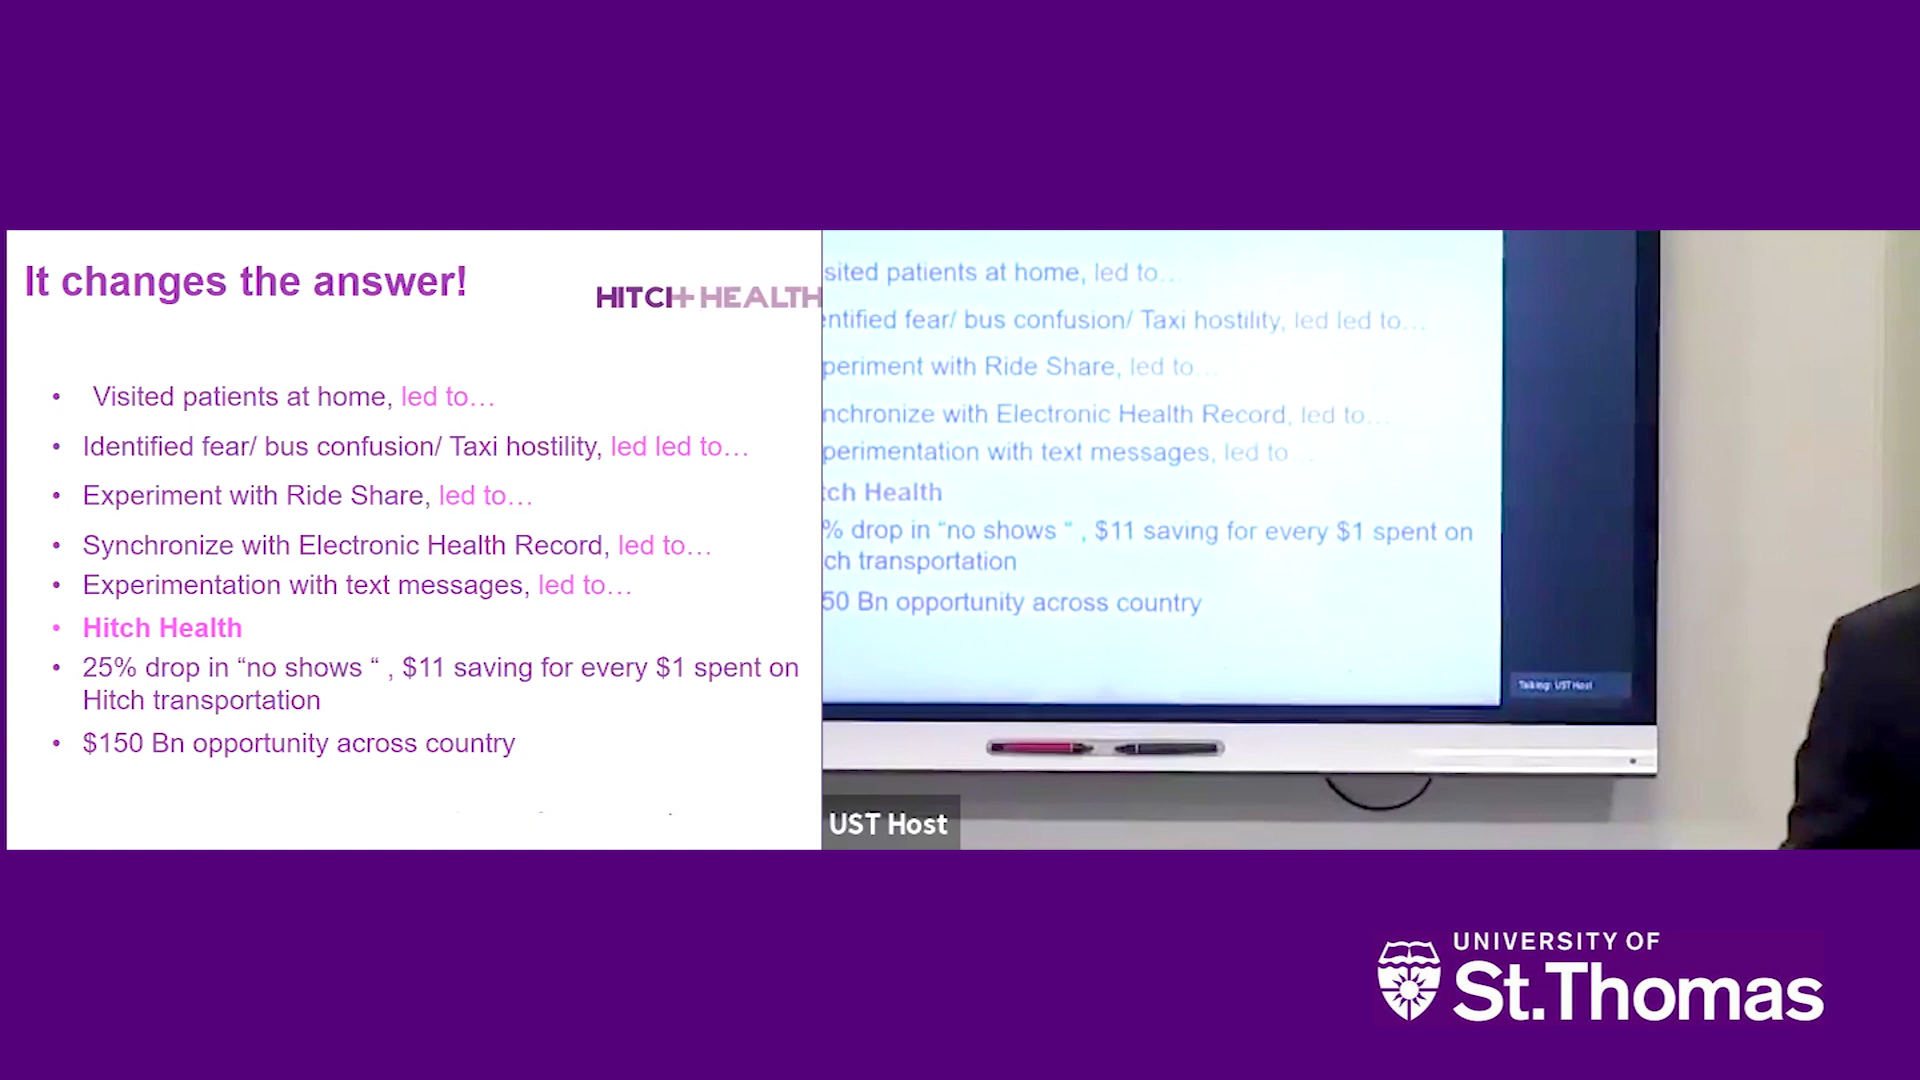 It changes the answer!
HITCH HEALTH
• Visited patients at home, led to…
• Identified fear/ bus confusion/ Taxi hostility, led led to…
• Experiment with Ride Share, led to…
• Synchronize with Electronic Health Record, led to…
• Experimentation with text messages, led to…
• Hitch Health
• 25% drop in “no shows “ , $11 saving for every $1 spent on
Hitch transportation
• $150 Bn opportunity across country
sited patients at home, led to…
entified fear/ bus confusion/ Taxi hostility, led led to…
periment with Ride Share, led to…
nchronize with Electronic Health Record, led to…
perimentation with text messages, led to…
tch Health
% drop in “no shows “ , $11 saving for every $1 spent on
ch transportation
50 Bn opportunity across country
Talking: UST Host
UST Host
UNIVERSITY OF
St.Thomas